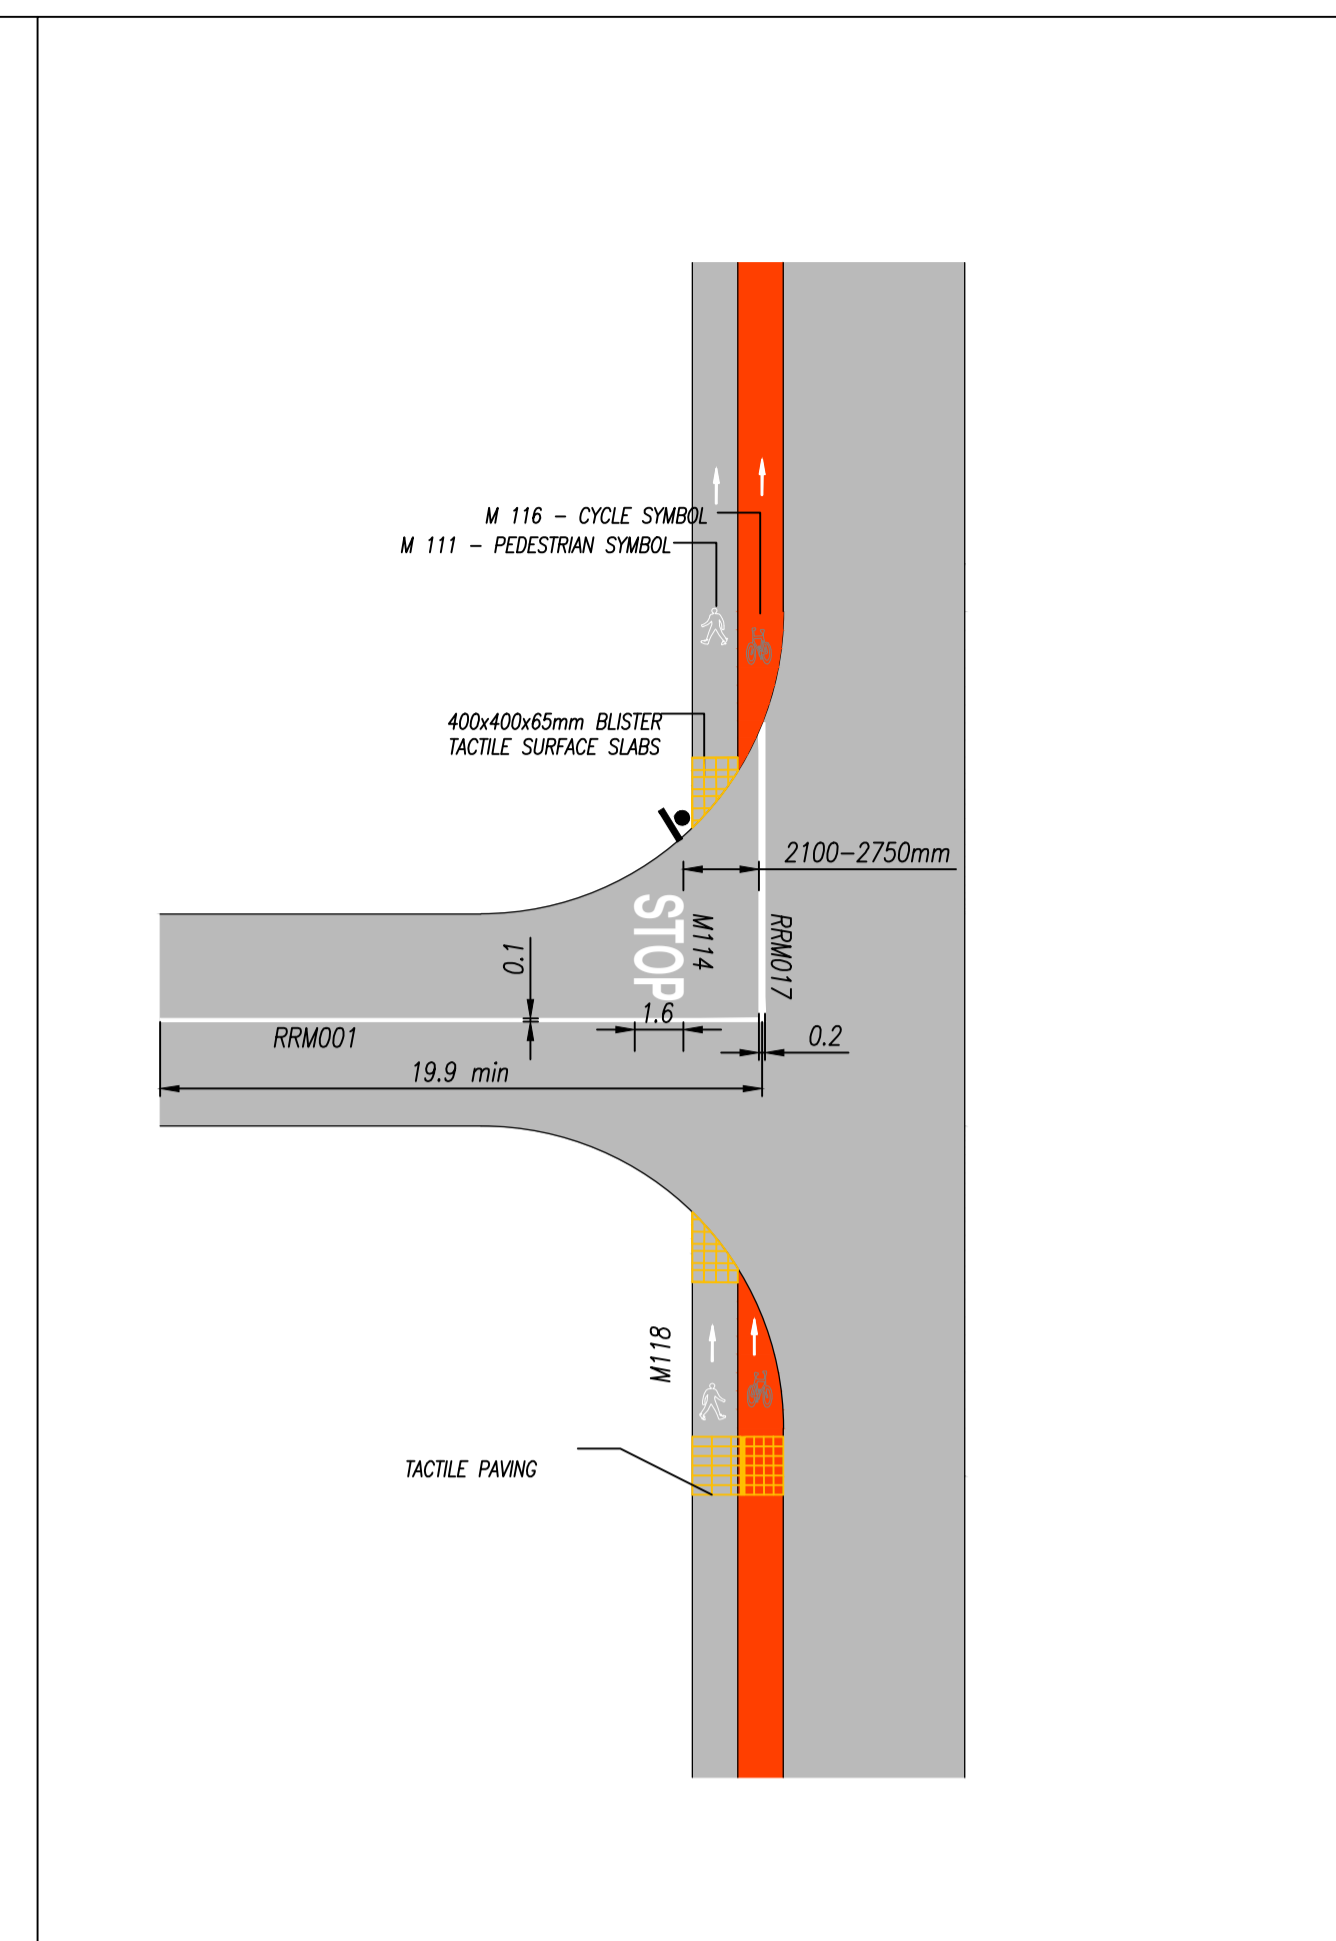 M 116 - CYCLE SYMBOL
M 111 - PEDESTRIAN SYMBOL
400x400x65mm BLISTER
TACTILE SURFACE SLABS
2100-2750mm
STOP
M114
RRM017
0.1
1.6
RRM001
0.2
19.9 min
M118
TACTILE PAVING